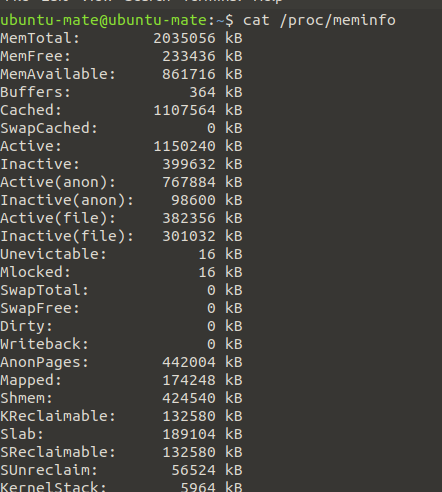 ubuntu-mate@ubuntu-mate:~$ cat /proc/meminfo
MemTotal:        2035056 kB
MemFree:          233436 kB
MemAvailable:     861716 kB
Buffers:             364 kB
Cached:          1107564 kB
SwapCached:            0 kB
Active:          1150240 kB
Inactive:         399632 kB
Active(anon):     767884 kB
Inactive(anon):    98600 kB
Active(file):     382356 kB
Inactive(file):   301032 kB
Unevictable:          16 kB
Mlocked:              16 kB
SwapTotal:             0 kB
SwapFree:              0 kB
Dirty:                 0 kB
Writeback:             0 kB
AnonPages:        442004 kB
Mapped:           174248 kB
Shmem:            424540 kB
KReclaimable:     132580 kB
Slab:             189104 kB
SReclaimable:     132580 kB
SUnreclaim:        56524 kB
KernelStack:        5964 kB